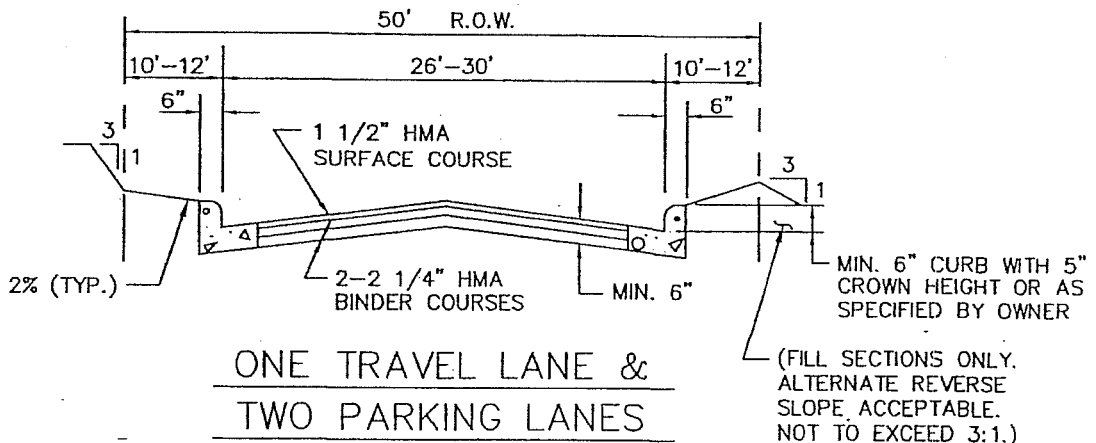 50' R.O.W.
10'-12'
26'-30'
10'-12'
6"
6"
3
1
1 1/2" HMA
SURFACE COURSE
3
1
2% (TYP.)
2-2 1/4" HMA
BINDER COURSES
MIN. 6"
MIN. 6" CURB WITH 5"
CROWN HEIGHT OR AS
SPECIFIED BY OWNER
(FILL SECTIONS ONLY.
ALTERNATE REVERSE
SLOPE ACCEPTABLE.
NOT TO EXCEED 3:1.)
ONE TRAVEL LANE &
TWO PARKING LANES